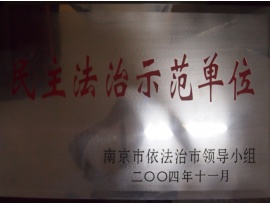 民主法治示范单位
南京市依法治市领导小组
二〇〇四年十一月